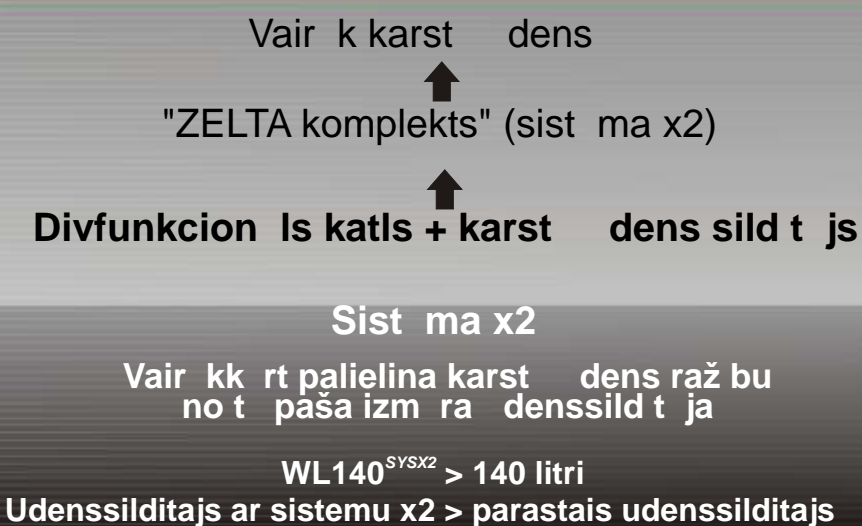 Vair k karst dens
"ZELTA komplekts" (sist ma x2)
Divfunkcion ls katls + karst dens sild t js
Sist ma x2
Vair kk rt palielina karst dens ražbu
no t paša izm ra denssild t ja
WL140SYSX2 > 140 litri
Udenssilditajs ar sistemu x2 > parastais udenssilditajs